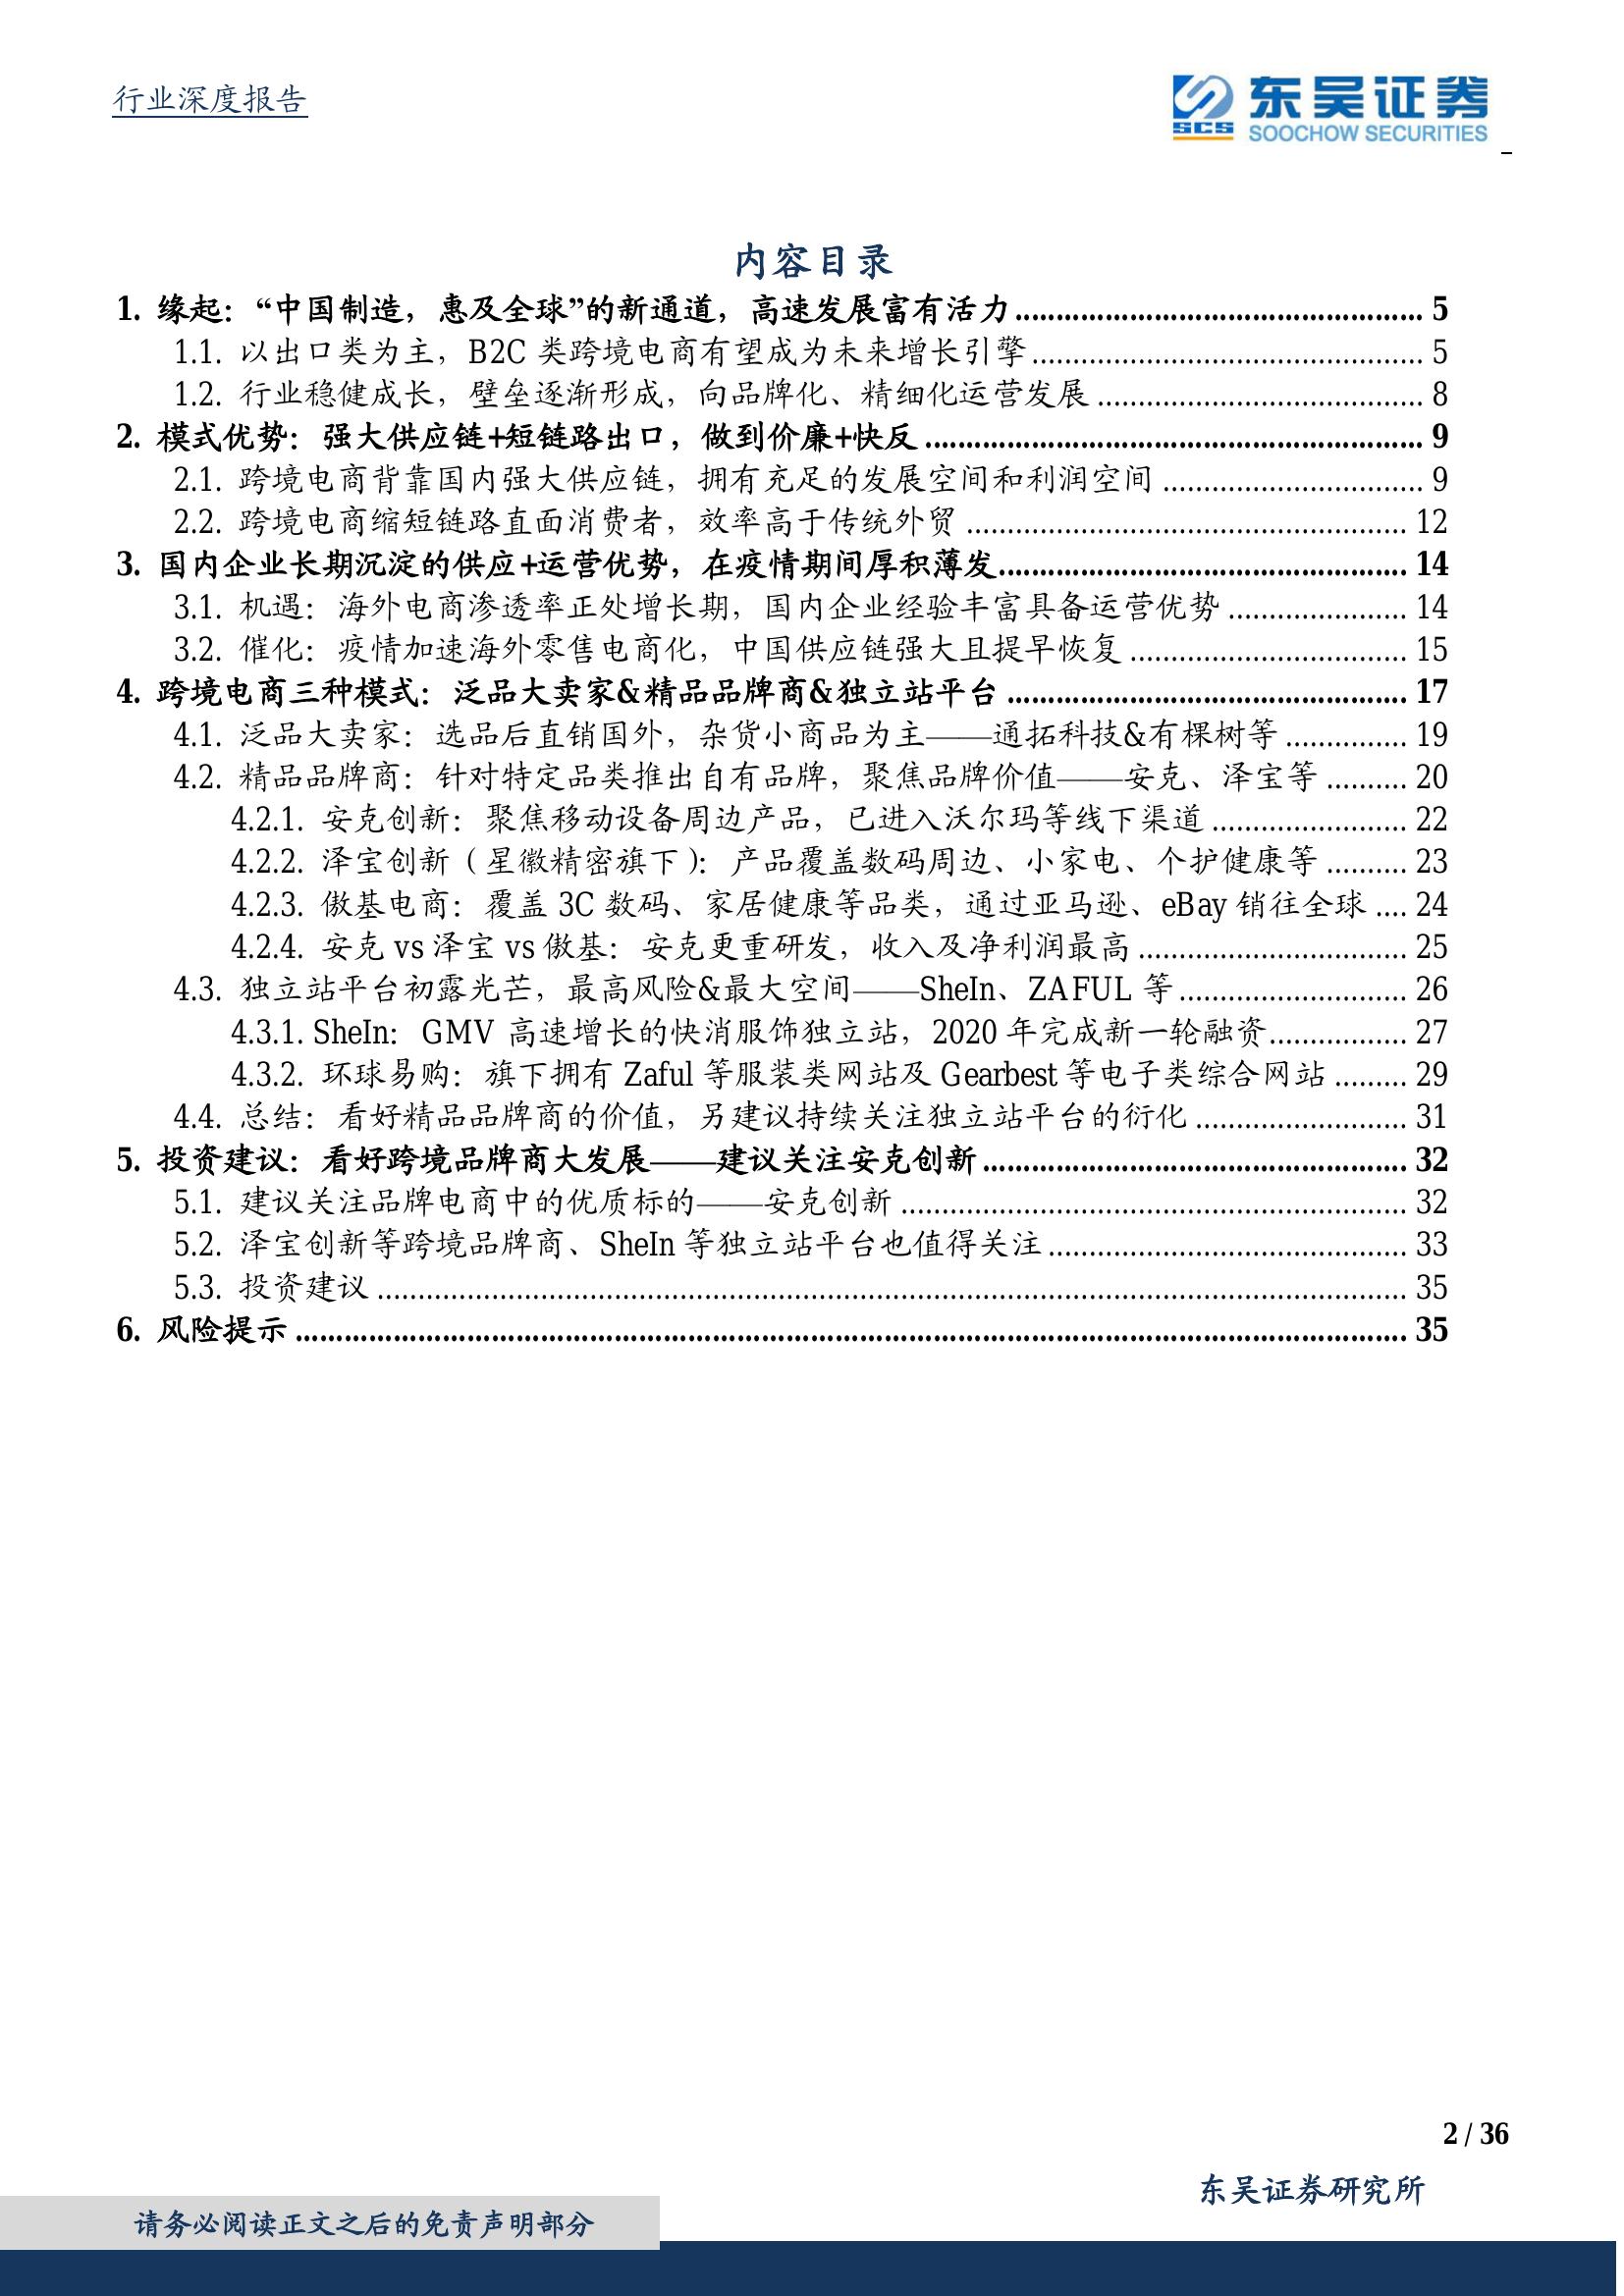 行业深度报告
SCS 东吴证券
SOOCHOW SECURITIES
内容目录
1. 缘起：“中国制造，惠及全球”的新通道，高速发展富有活力 ........ 5
1.1. 以出口类为主，B2C 类跨境电商有望成为未来增长引擎 ........ 5
1.2. 行业稳健成长，壁垒逐渐形成，向品牌化、精细化运营发展 ........ 8
2. 模式优势：强大供应链+短链路出口，做到价廉+快反 ........ 9
2.1. 跨境电商背靠国内强大供应链，拥有充足的发展空间和利润空间 ........ 9
2.2. 跨境电商缩短链路直面消费者，效率高于传统外贸 ........ 12
3. 国内企业长期沉淀的供应+运营优势，在疫情期间厚积薄发 ........ 14
3.1. 机遇：海外电商渗透率正处增长期，国内企业经验丰富具备运营优势 ........ 14
3.2. 催化：疫情加速海外零售电商化，中国供应链强大且提早恢复 ........ 15
4. 跨境电商三种模式：泛品大卖家&精品品牌商&独立站平台 ........ 17
4.1. 泛品大卖家：选品后直销国外，杂货小商品为主——通拓科技&有棵树等 ........ 19
4.2. 精品品牌商：针对特定品类推出自有品牌，聚焦品牌价值——安克、泽宝等 ........ 20
4.2.1. 安克创新：聚焦移动设备周边产品，已进入沃尔玛等线下渠道 ........ 22
4.2.2. 泽宝创新（星徽精密旗下）：产品覆盖数码周边、小家电、个护健康等 ........ 23
4.2.3. 傲基电商：覆盖 3C 数码、家居健康等品类，通过亚马逊、eBay 销往全球 .... 24
4.2.4. 安克 vs 泽宝 vs 傲基：安克更重研发，收入及净利润最高 ........ 25
4.3. 独立站平台初露光芒，最高风险&最大空间——SheIn、ZAFUL 等 ........ 26
4.3.1. SheIn：GMV 高速增长的快消服饰独立站，2020 年完成新一轮融资 ........ 27
4.3.2. 环球易购：旗下拥有 Zaful 等服装类网站及 Gearbest 等电子类综合网站 ........ 29
4.4. 总结：看好精品品牌商的价值，另建议持续关注独立站平台的衍化 ........ 31
5. 投资建议：看好跨境品牌商大发展——建议关注安克创新 ........ 32
5.1. 建议关注品牌电商中的优质标的——安克创新 ........ 32
5.2. 泽宝创新等跨境品牌商、SheIn 等独立站平台也值得关注 ........ 33
5.3. 投资建议 ........ 35
6. 风险提示 ........ 35
2 / 36
东吴证券研究所
请务必阅读正文之后的免责声明部分